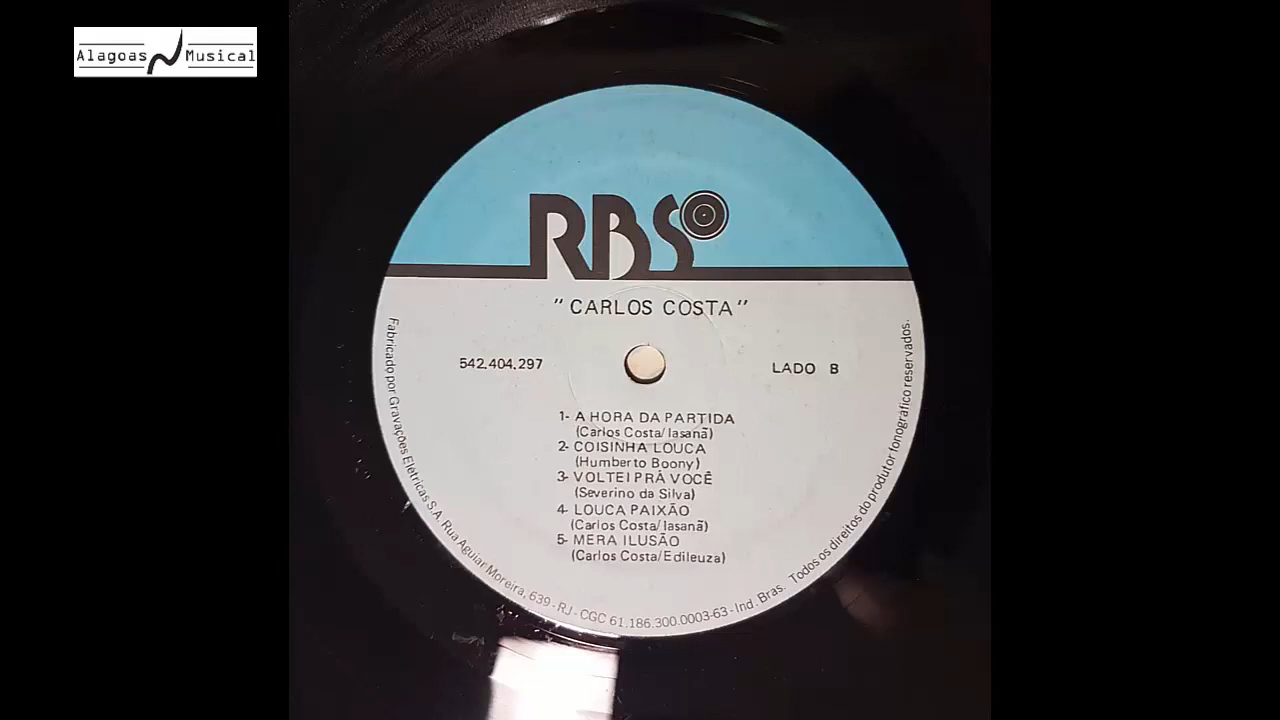 Alagoas Musical
RBS
"CARLOS COSTA"
542.404.297
LADO B
1- A HORA DA PARTIDA
(Carlos Costa/Iasanã)
2- COISINHA LOUCA
(Humberto Boony)
3- VOLTEI PRÁ VOCÊ
(Severino da Silva)
4- LOUCA PAIXÃO
(Carlos Costa/Iasanã)
5- MERA ILUSÃO
(Carlos Costa/Edileuza)
Fabricado por Gravações Eletricas S.A. Rua Aguiar Moreira, 639 - RJ - CGC 61.186.300.0003-63 - Ind. Bras. Todos os direitos do produtor fonográfico reservados.